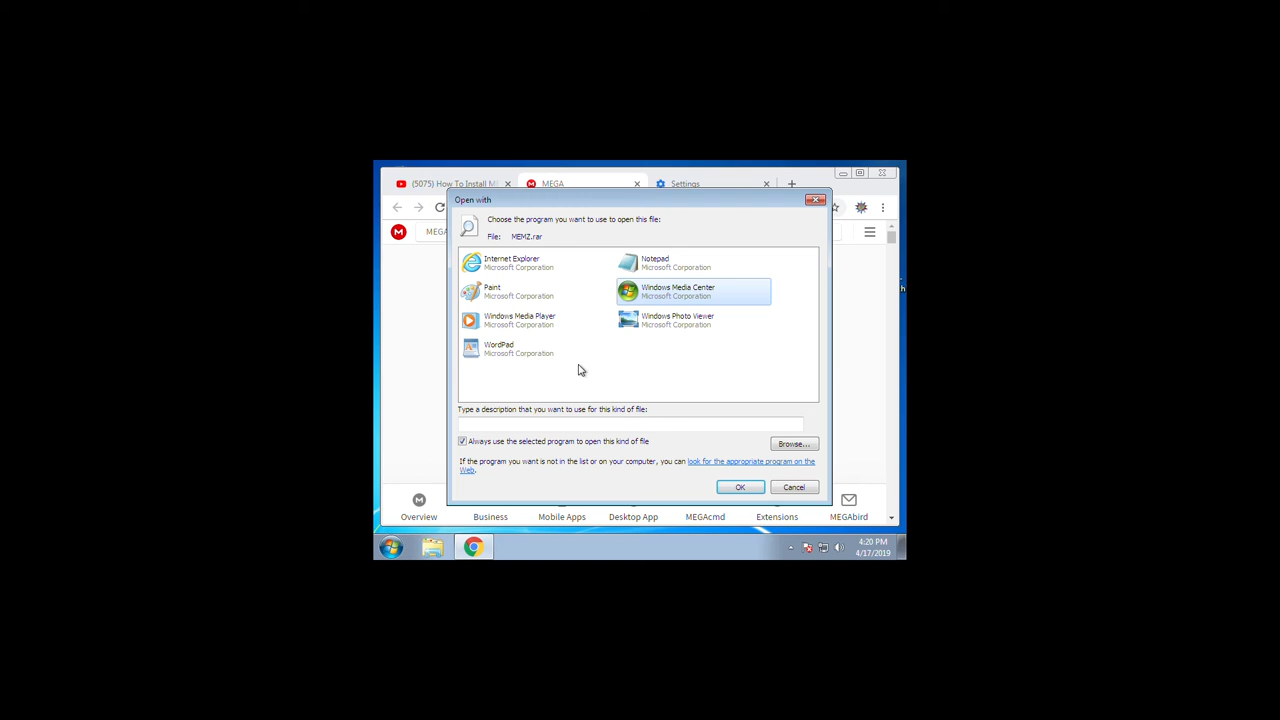 (5075) How To Install M
MEGA
Settings
Open with
MEGA
Choose the program you want to use to open this file:
File: MEMZ.rar
Internet Explorer
Microsoft Corporation
Notepad
Microsoft Corporation
Paint
Microsoft Corporation
Windows Media Center
Microsoft Corporation
Windows Media Player
Microsoft Corporation
Windows Photo Viewer
Microsoft Corporation
WordPad
Microsoft Corporation
Type a description that you want to use for this kind of file:
Always use the selected program to open this kind of file
Browse...
If the program you want is not in the list or on your computer, you can look for the appropriate program on the
Web.
OK
Cancel
Overview
Business
Mobile Apps
Desktop App
MEGAcmd
Extensions
MEGAbird
4:20 PM
4/17/2019